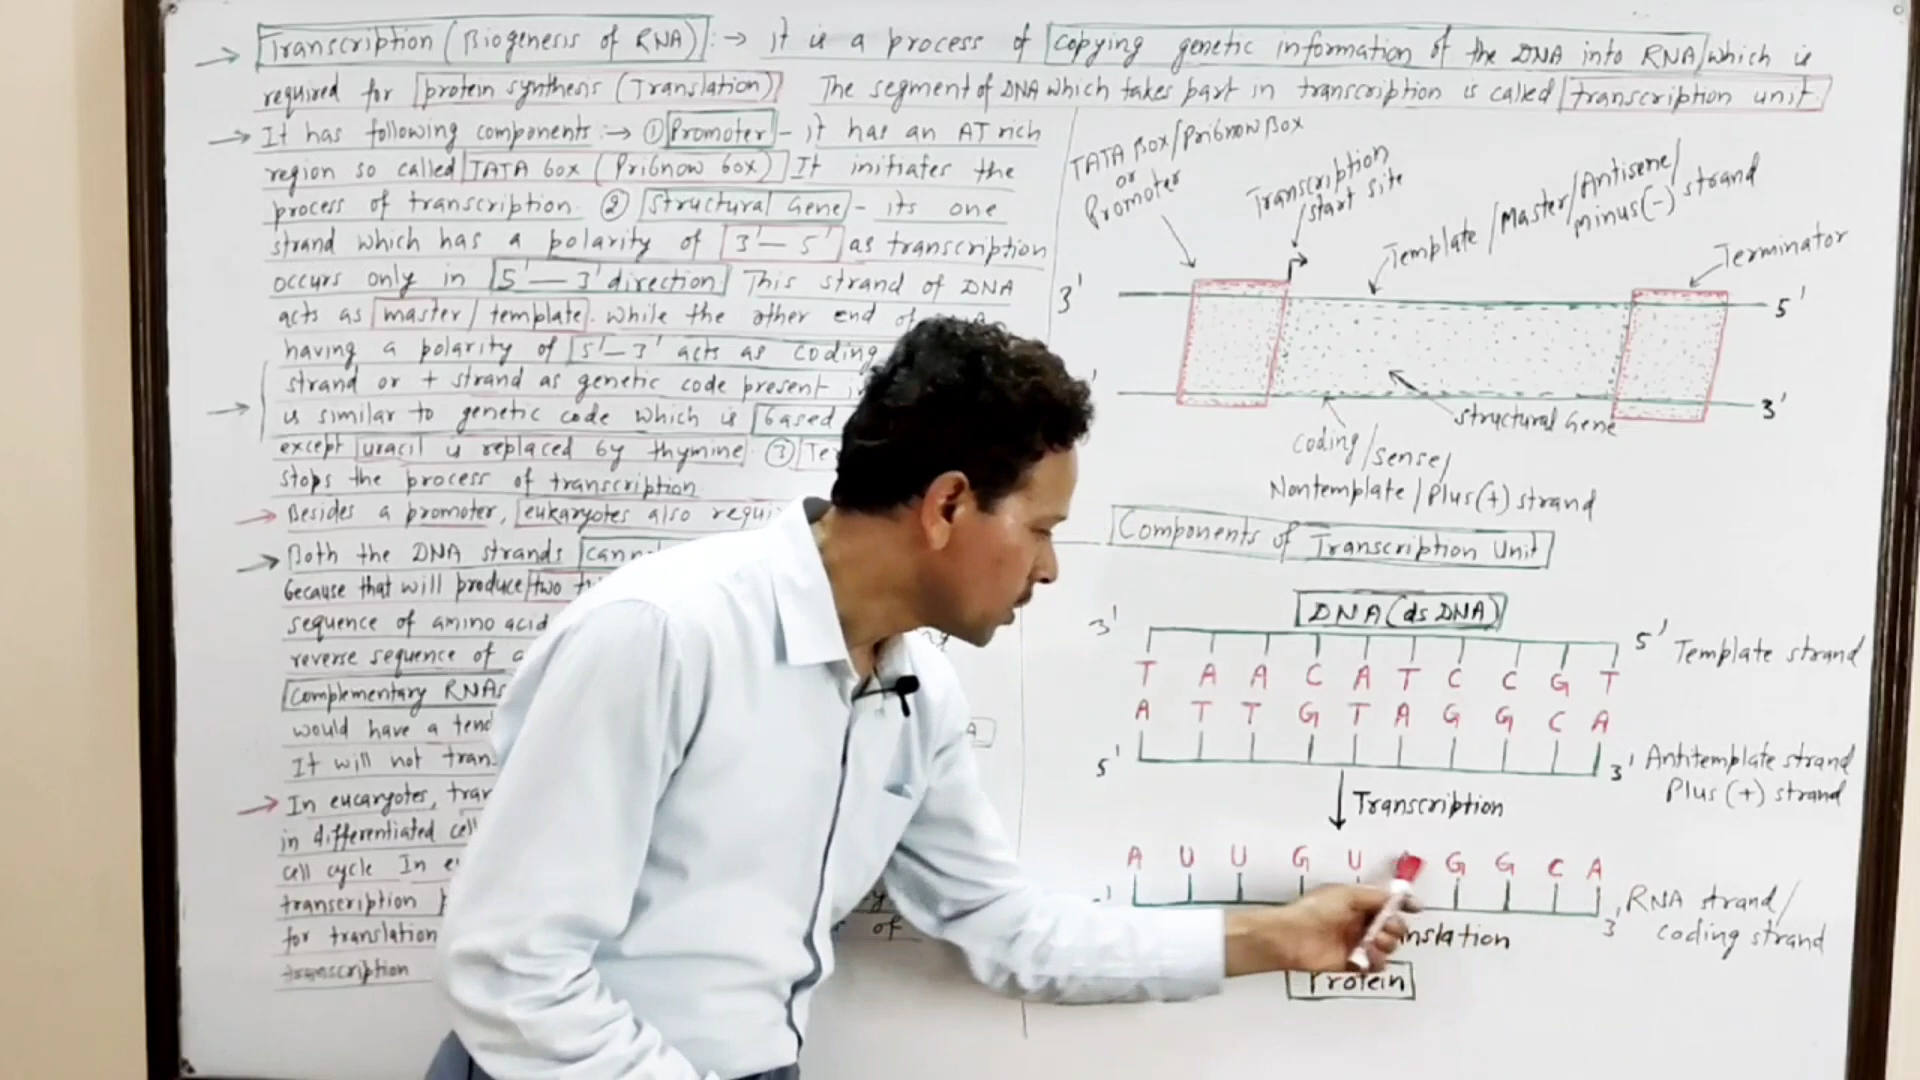 Transcription (Biogenesis of RNA) :→ it is a process of copying genetic information of the DNA into RNA which is
required for protein synthesis (Translation) The segment of DNA which takes part in transcription is called transcription unit.
It has following components :→ ① Promoter - it has an AT rich
region so called TATA box (Pribnow box) It initiates the
process of transcription ② Structural Gene - its one
strand which has a polarity of 3'—5' as transcription
occurs only in 5'—3' direction This strand of DNA
acts as master / template. While the other end of
having a polarity of 5'-3' acts as coding
strand or + strand as genetic code present
is similar to genetic code which is based
except uracil is replaced by thymine ③
stops the process of transcription
Besides a promoter, eukaryotes also
Both the DNA strands
because that will produce two
sequence of amino acid
reverse sequence of
Complementary RNAs
would have a
It will not
In eucaryotes,
in differentiated
cell cycle In
transcription
for translation
transcription
of
TATA Box/Pribnow Box
or
Promoter
Transcription
start site
Template / Master / Antisene /
minus (-) strand
Terminator
3'
5'
3'
Structural Gene
Coding / sense /
Nontemplate / Plus (+) strand
Components of Transcription Unit
DNA (ds DNA)
3' 5' Template strand
T A A C A T C C G T
A T T G T A G G C A
5' 3' Antitemplate strand
Plus (+) strand
Transcription
A U U G U G G C A
3' RNA strand /
coding strand
Protein